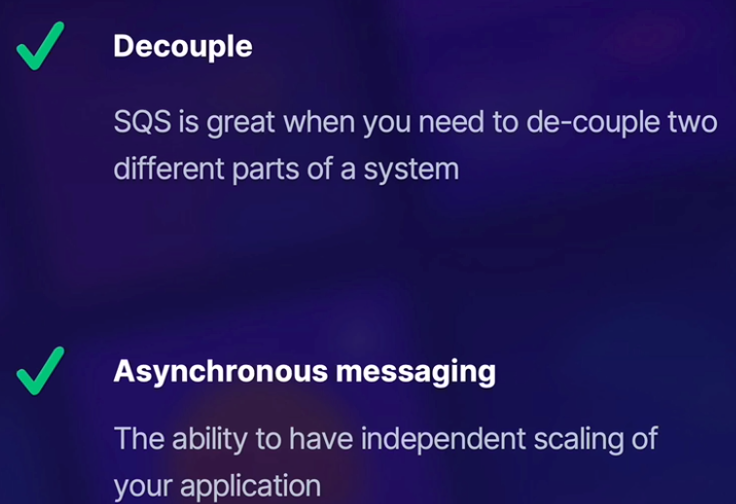 Decouple
SQS is great when you need to de-couple two
different parts of a system
Asynchronous messaging
The ability to have independent scaling of
your application